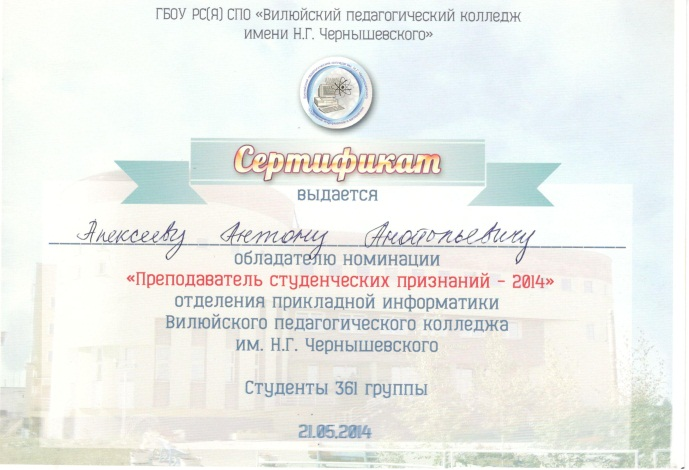 ГБОУ РС(Я) СПО «Вилюйский педагогический колледж
имени Н.Г. Чернышевского»
Сертификат
выдается
Алексееву Антону Анатольевичу
обладателю номинации
«Преподаватель студенческих признаний - 2014»
отделения прикладной информатики
Вилюйского педагогического колледжа
им. Н.Г. Чернышевского
Студенты 361 группы
21.05.2014